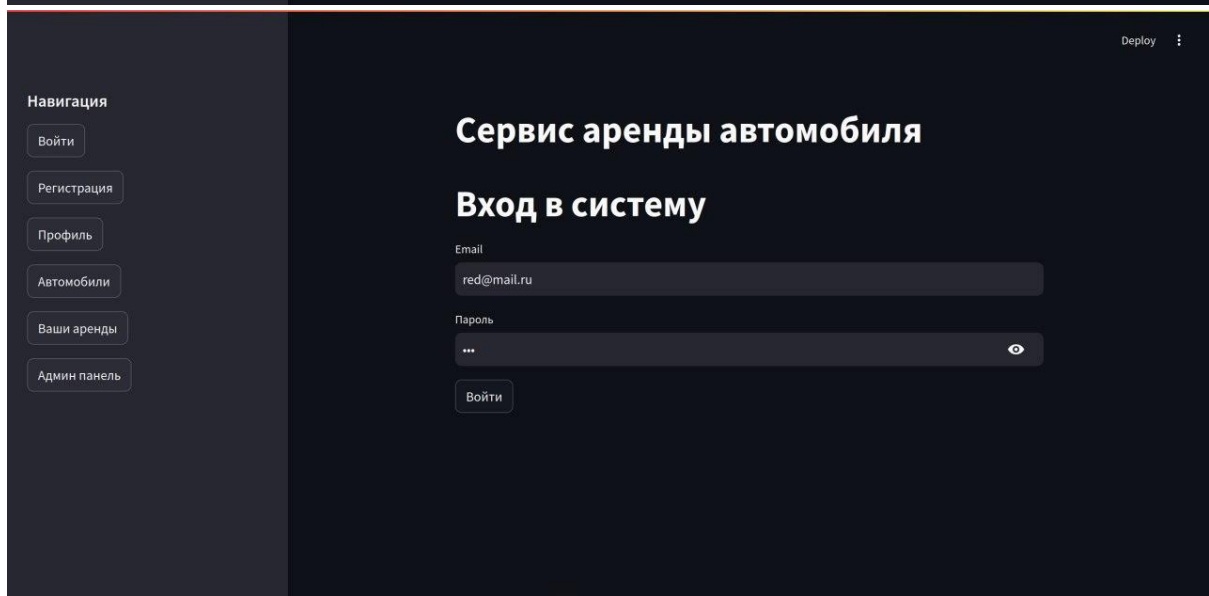 Deploy
Навигация
Войти
Регистрация
Профиль
Автомобили
Ваши аренды
Админ панель
Сервис аренды автомобиля
Вход в систему
Email
red@mail.ru
Пароль
•••
Войти